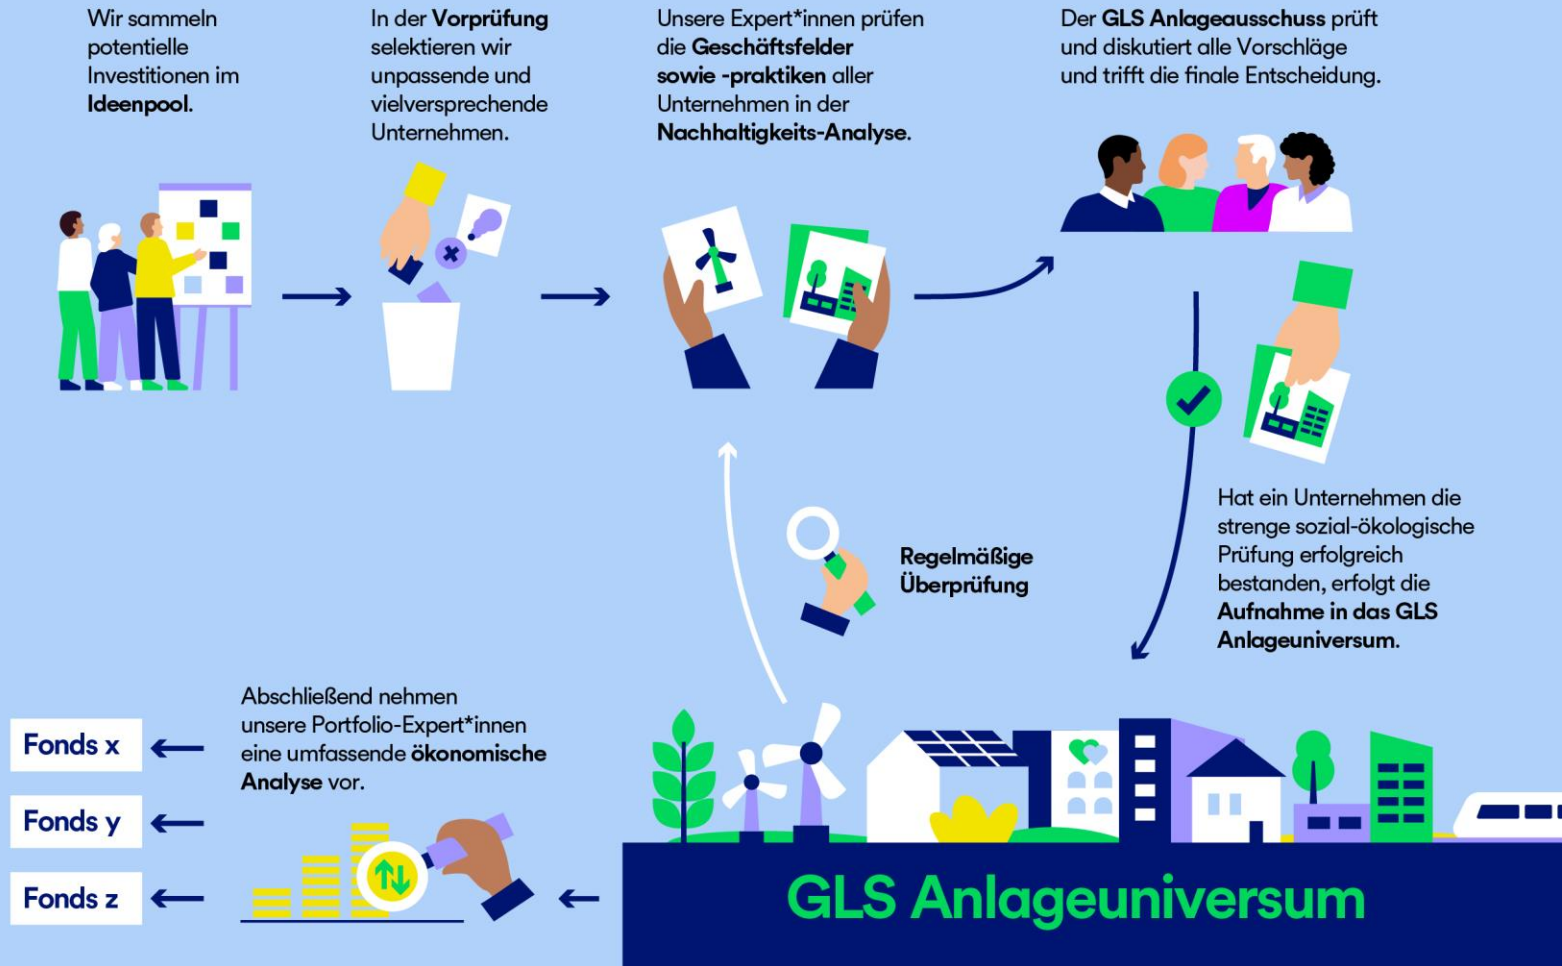 Wir sammeln
potentielle
Investitionen im
Ideenpool.
In der Vorprüfung
selektieren wir
unpassende und
vielversprechende
Unternehmen.
Unsere Expert*innen prüfen
die Geschäftsfelder
sowie -praktiken aller
Unternehmen in der
Nachhaltigkeits-Analyse.
Der GLS Anlageausschuss prüft
und diskutiert alle Vorschläge
und trifft die finale Entscheidung.
Hat ein Unternehmen die
strenge sozial-ökologische
Prüfung erfolgreich
bestanden, erfolgt die
Aufnahme in das GLS
Anlageuniversum.
Regelmäßige
Überprüfung
GLS Anlageuniversum
Abschließend nehmen
unsere Portfolio-Expert*innen
eine umfassende ökonomische
Analyse vor.
Fonds x
Fonds y
Fonds z